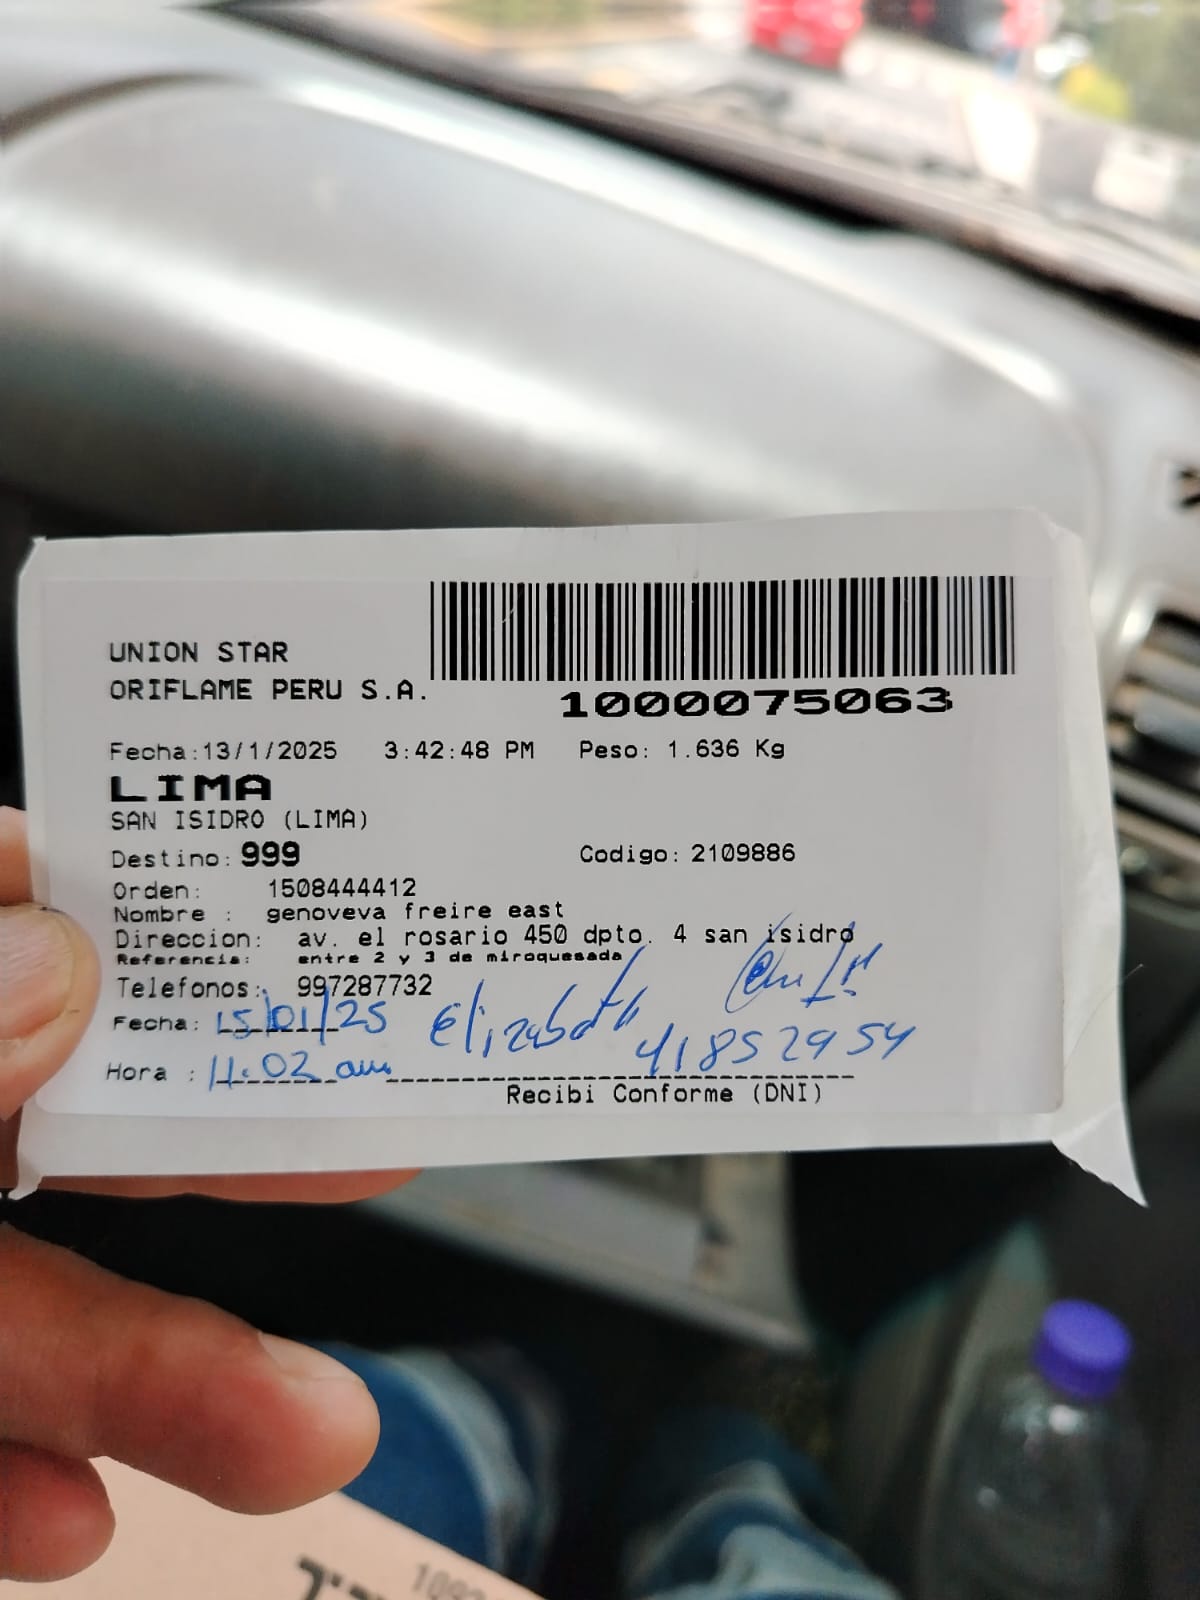 UNION STAR
ORIFLAME PERU S.A.
1000075063
Fecha:13/1/2025 3:42:48 PM Peso: 1.636 Kg
LIMA
SAN ISIDRO (LIMA)
Destino: 999 Codigo: 2109886
Orden: 1508444412
Nombre : genoveva freire east
Direccion: av. el rosario 450 dpto. 4 san isidro
Referencia: entre 2 y 3 de miroquesada
Telefonos: 997287732
Fecha: 15/01/25 Elizabeth
Hora : 11:02 am 41852954
Recibi Conforme (DNI)